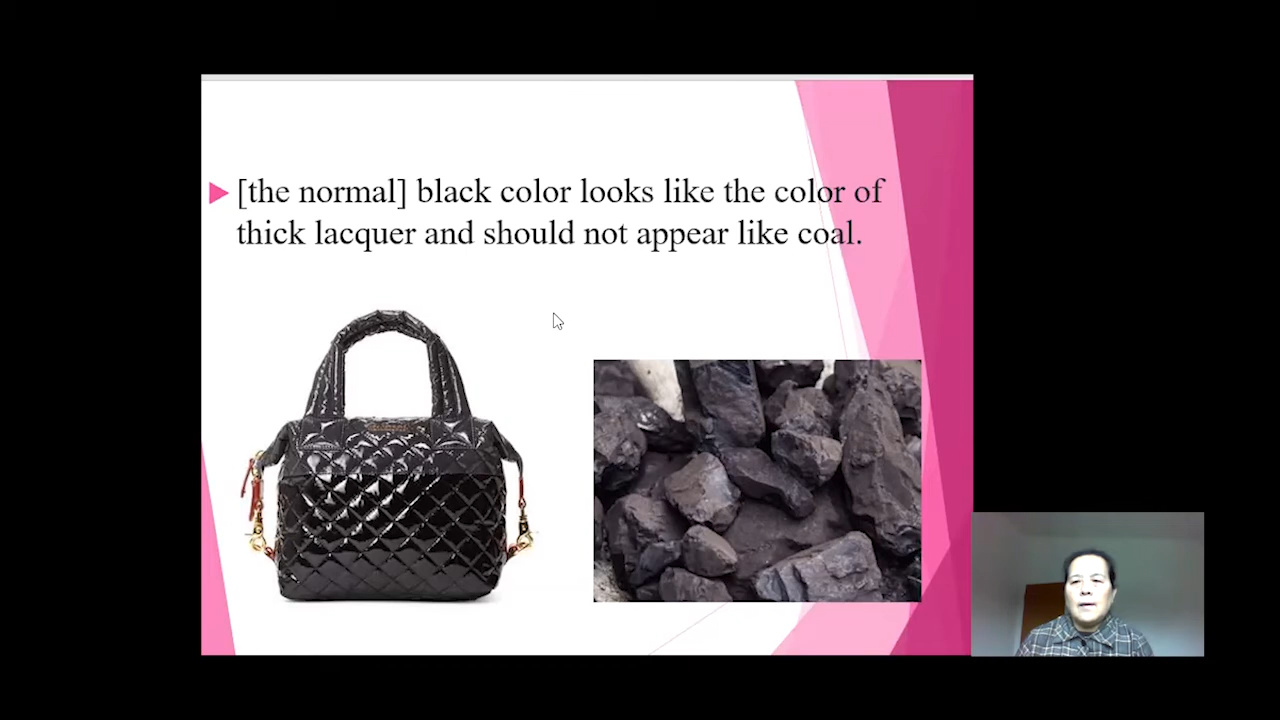 [the normal] black color looks like the color of
thick lacquer and should not appear like coal.